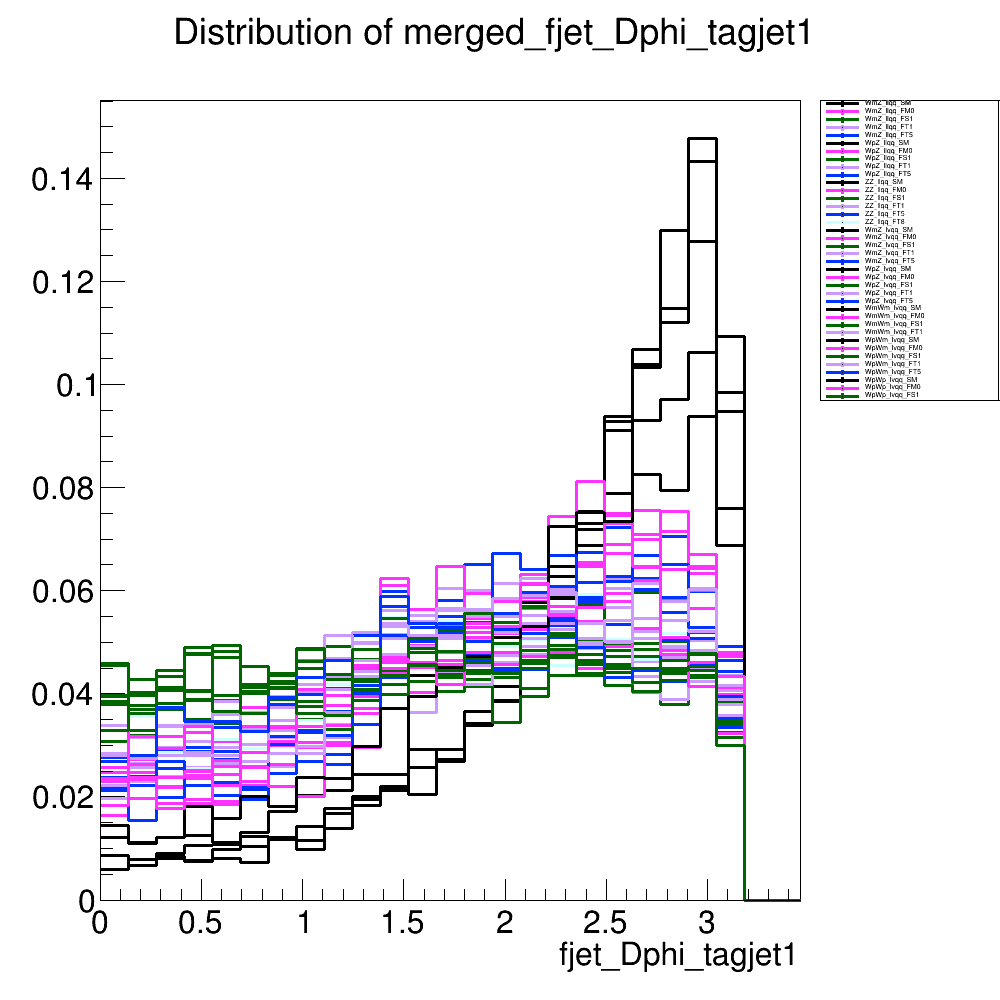 Distribution of merged_fjet_Dphi_tagjet1
WmZ_llqq_SM
WmZ_llqq_FM0
WmZ_llqq_FS1
WmZ_llqq_FT1
WmZ_llqq_FT5
WpZ_llqq_SM
WpZ_llqq_FM0
WpZ_llqq_FS1
WpZ_llqq_FT1
WpZ_llqq_FT5
ZZ_llqq_SM
ZZ_llqq_FM0
ZZ_llqq_FS1
ZZ_llqq_FT1
ZZ_llqq_FT5
ZZ_llqq_FT8
WmZ_lvqq_SM
WmZ_lvqq_FM0
WmZ_lvqq_FS1
WmZ_lvqq_FT1
WmZ_lvqq_FT5
WpZ_lvqq_SM
WpZ_lvqq_FM0
WpZ_lvqq_FS1
WpZ_lvqq_FT1
WpZ_lvqq_FT5
WmWm_lvqq_SM
WmWm_lvqq_FM0
WmWm_lvqq_FS1
WmWm_lvqq_FT1
WpWm_lvqq_SM
WpWm_lvqq_FM0
WpWm_lvqq_FS1
WpWm_lvqq_FT1
WpWm_lvqq_FT5
WpWp_lvqq_SM
WpWp_lvqq_FM0
WpWp_lvqq_FS1
0.14
0.12
0.1
0.08
0.06
0.04
0.02
0
0 0.5 1 1.5 2 2.5 3
fjet_Dphi_tagjet1